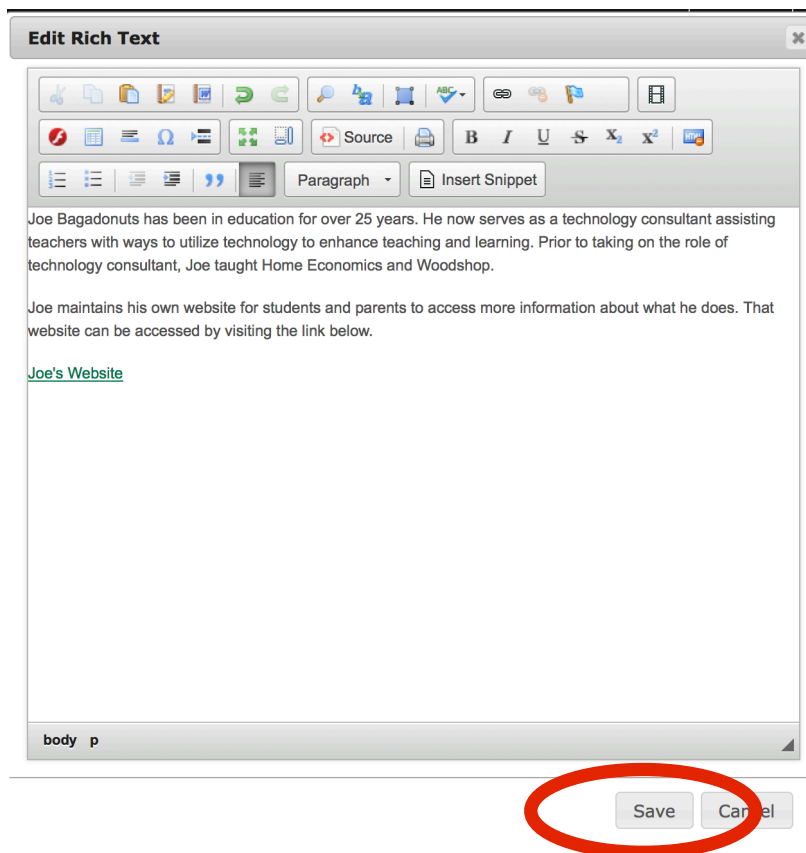 Edit Rich Text
ABC
Source B I U S X₂ X²
Paragraph Insert Snippet
Joe Bagadonuts has been in education for over 25 years. He now serves as a technology consultant assisting
teachers with ways to utilize technology to enhance teaching and learning. Prior to taking on the role of
technology consultant, Joe taught Home Economics and Woodshop.
Joe maintains his own website for students and parents to access more information about what he does. That
website can be accessed by visiting the link below.
Joe's Website
body p
Save Cancel